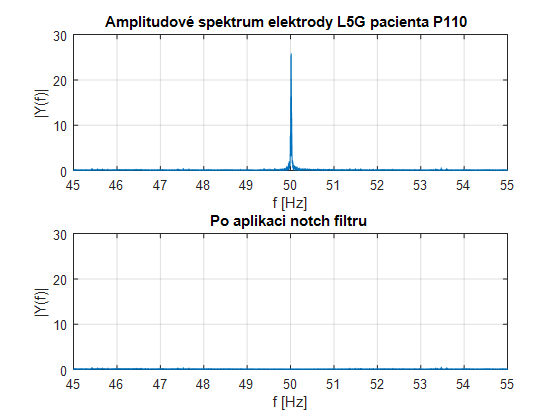 Amplitudové spektrum elektrody L5G pacienta P110
30
20
10
0
|Y(f)|
45 46 47 48 49 50 51 52 53 54 55
f [Hz]
Po aplikaci notch filtru
30
20
10
0
|Y(f)|
45 46 47 48 49 50 51 52 53 54 55
f [Hz]